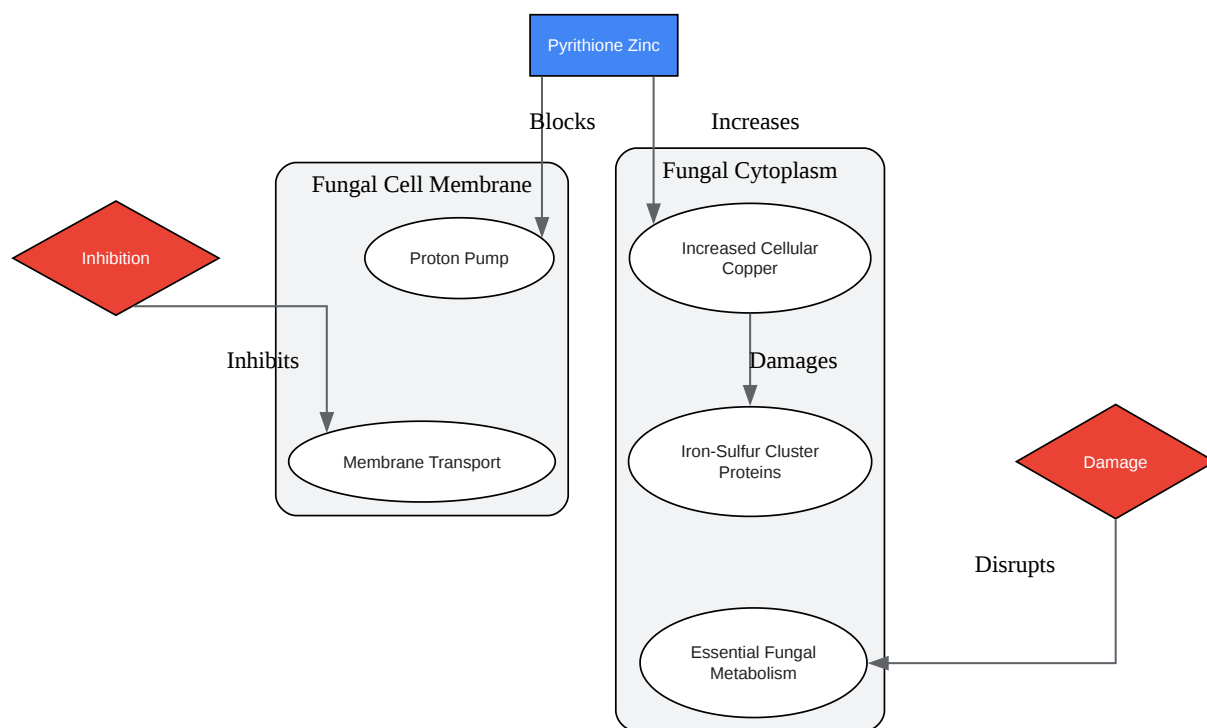 Pyrithione Zinc
Blocks
Increases
Fungal Cell Membrane
Fungal Cytoplasm
Inhibition
Proton Pump
Increased Cellular
Copper
Inhibits
Damages
Membrane Transport
Iron-Sulfur Cluster
Proteins
Damage
Disrupts
Essential Fungal
Metabolism